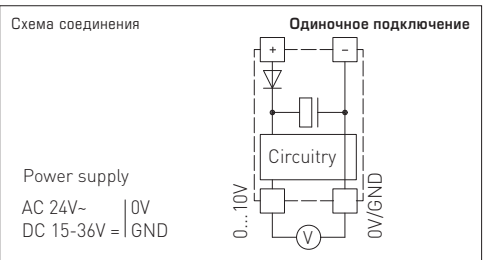 Схема соединения
Одиночное подключение
+ −
Circuitry
Power supply
AC 24V~ | 0V
DC 15-36V = | GND
0...10V
V
0V/GND